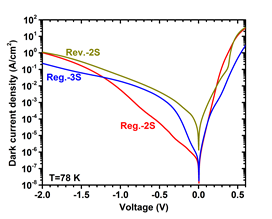 Dark current density (A/cm²)
10²
10¹
10⁰
10⁻¹
10⁻²
10⁻³
10⁻⁴
10⁻⁵
10⁻⁶
10⁻⁷
10⁻⁸
Rev.-2S
Reg.-3S
Reg.-2S
T=78 K
-2.0 -1.5 -1.0 -0.5 0.0 0.5
Voltage (V)